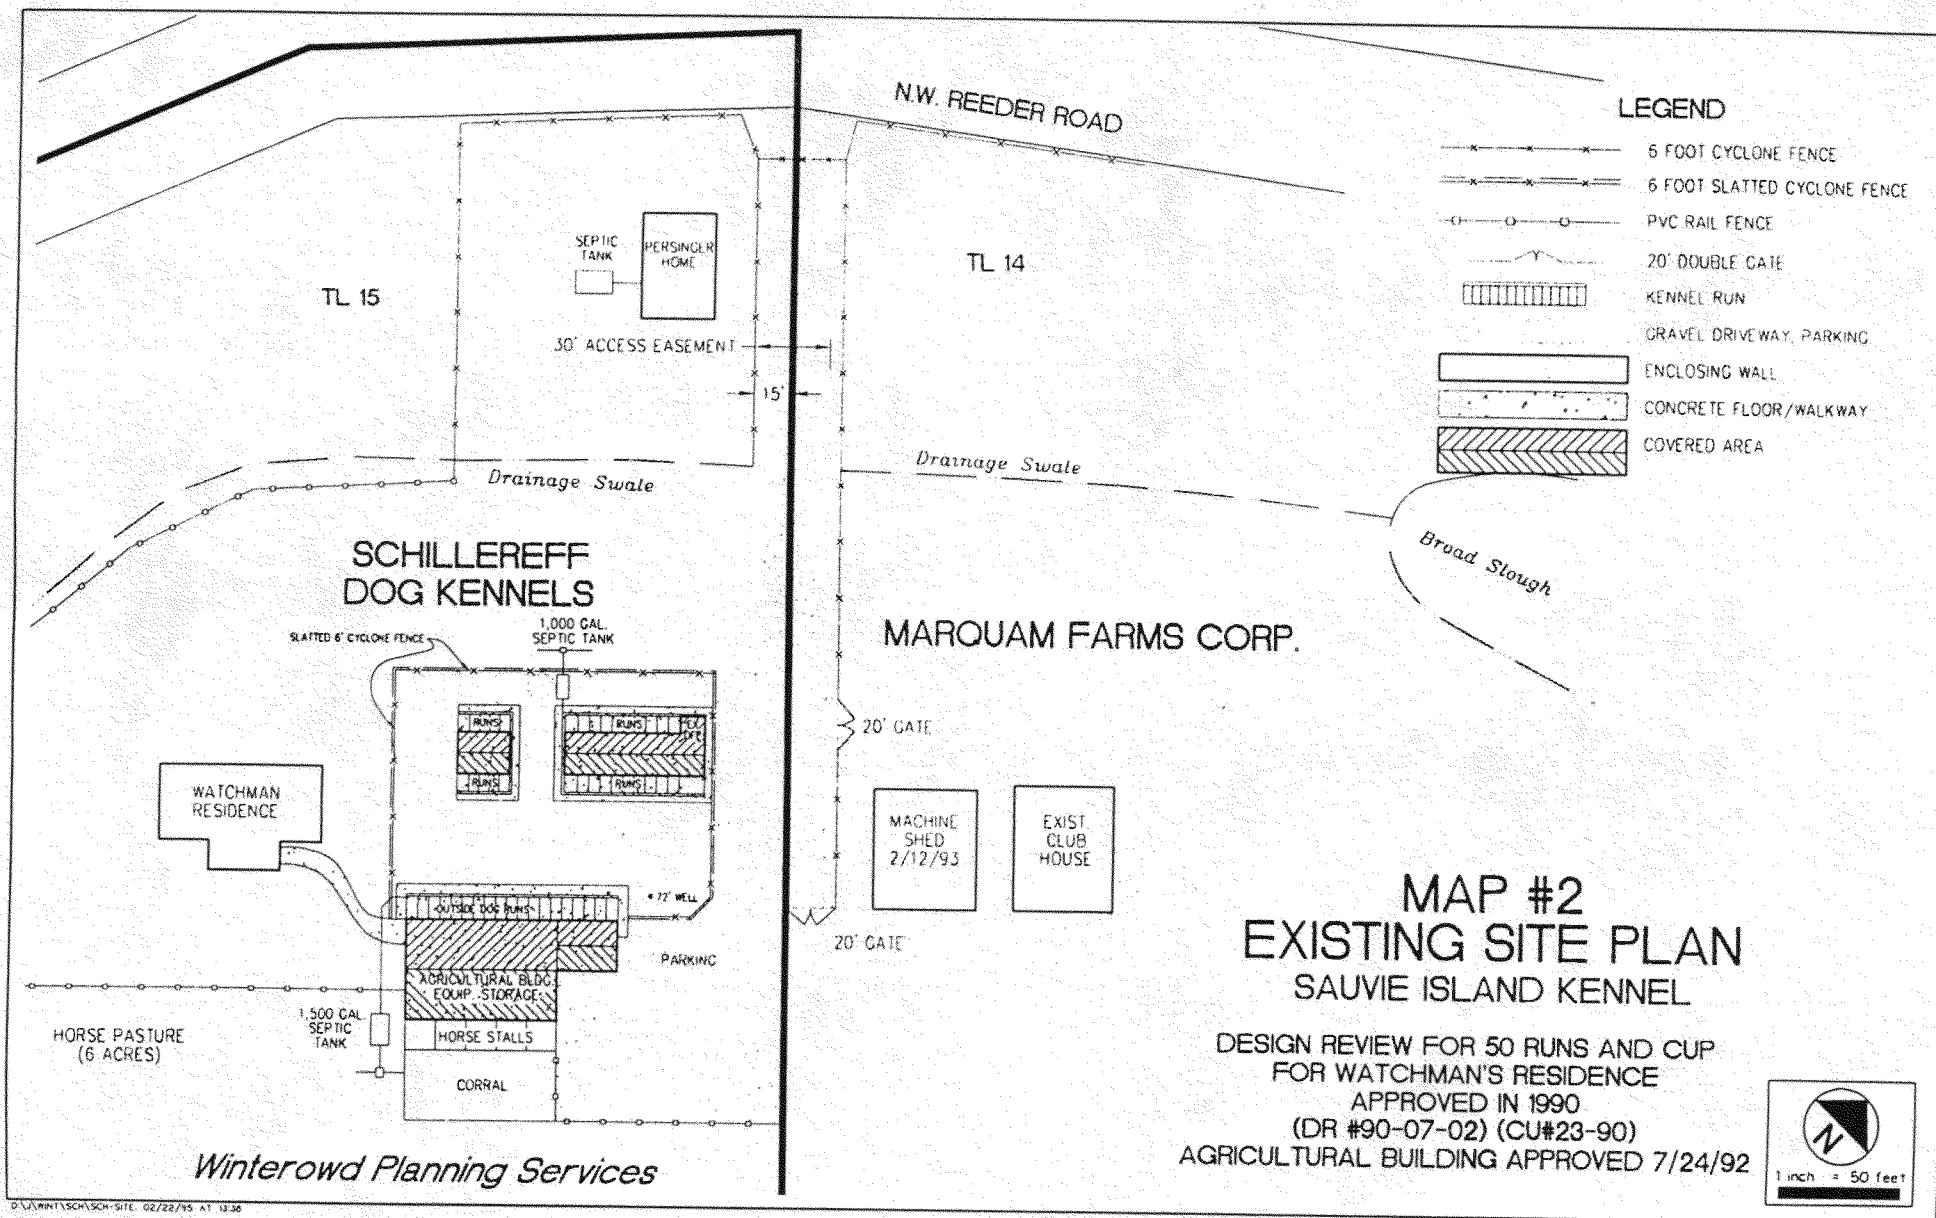 N.W. REEDER ROAD
LEGEND
6 FOOT CYCLONE FENCE
6 FOOT SLATTED CYCLONE FENCE
PVC RAIL FENCE
20' DOUBLE GATE
KENNEL RUN
GRAVEL DRIVEWAY, PARKING
ENCLOSING WALL
CONCRETE FLOOR/WALKWAY
COVERED AREA
SEPTIC
TANK
PERSINGER
HOME
TL 15
TL 14
30' ACCESS EASEMENT
15'
Drainage Swale
Drainage Swale
Broad Slough
SCHILLEREFF
DOG KENNELS
SLATTED 6' CYCLONE FENCE
1,000 GAL.
SEPTIC TANK
MARQUAM FARMS CORP.
RUNS
RUNS
RUNS
RUNS
20' GATE
WATCHMAN
RESIDENCE
MACHINE
SHED
2/12/93
EXIST.
CLUB
HOUSE
72' WELL
OUTSIDE DOG RUNS
20' GATE
PARKING
AGRICULTURAL BLDG.
EQUIP. STORAGE
1,500 GAL.
SEPTIC
TANK
HORSE STALLS
HORSE PASTURE
(6 ACRES)
CORRAL
MAP #2
EXISTING SITE PLAN
SAUVIE ISLAND KENNEL
DESIGN REVIEW FOR 50 RUNS AND CUP
FOR WATCHMAN'S RESIDENCE
APPROVED IN 1990
(DR #90-07-02) (CU#23-90)
AGRICULTURAL BUILDING APPROVED 7/24/92
N
1 inch = 50 feet
Winterowd Planning Services
02/22/95 AT